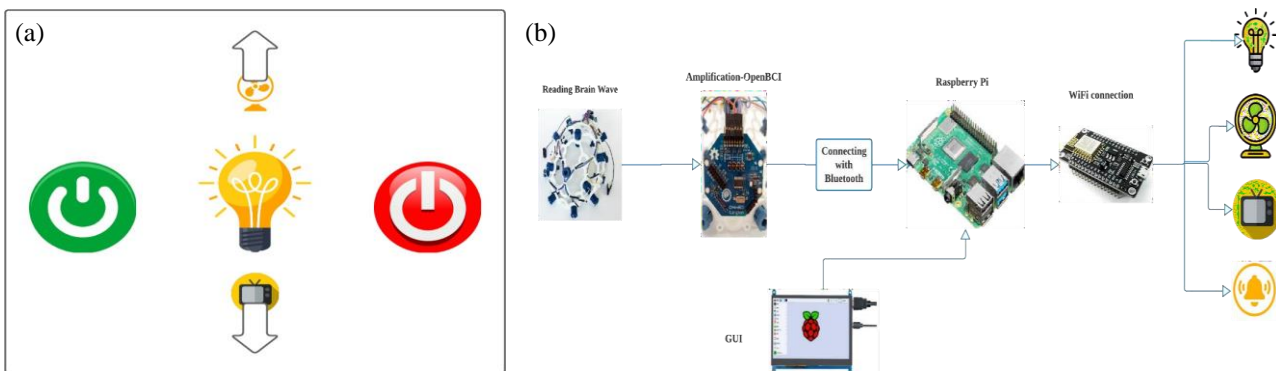 (a)
(b)
Reading Brain Wave
Amplification-OpenBCI
Connecting
with
Bluetooth
Raspberry Pi
WiFi connection
GUI